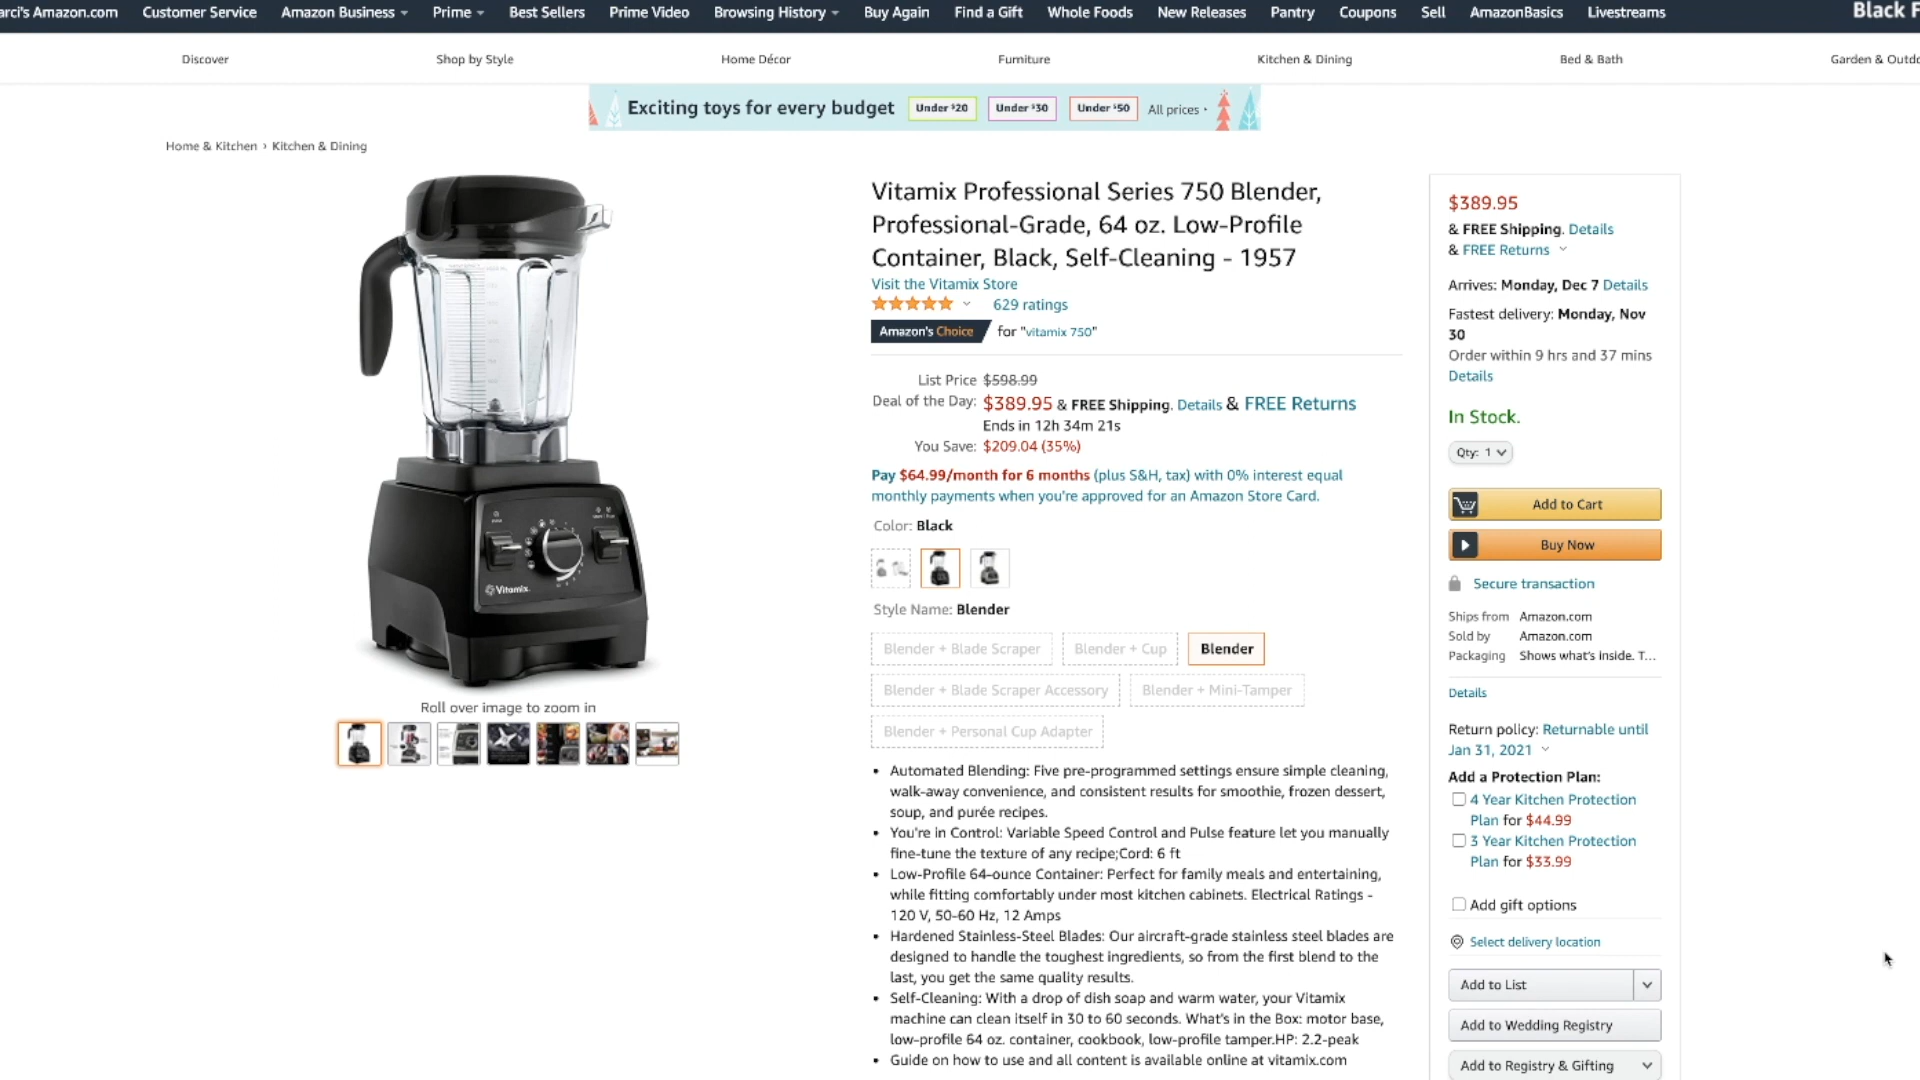 arci's Amazon.com Customer Service Amazon Business Prime Best Sellers Prime Video Browsing History Buy Again Find a Gift Whole Foods New Releases Pantry Coupons Sell AmazonBasics Livestreams Black F
Discover Shop by Style Home Décor Furniture Kitchen & Dining Bed & Bath Garden & Outdo
Exciting toys for every budget Under $20 Under $30 Under $50 All prices
Home & Kitchen › Kitchen & Dining
Vitamix
Roll over image to zoom in
Vitamix Professional Series 750 Blender,
Professional-Grade, 64 oz. Low-Profile
Container, Black, Self-Cleaning - 1957
Visit the Vitamix Store
629 ratings
Amazon's Choice for "vitamix 750"
List Price $598.99
Deal of the Day: $389.95 & FREE Shipping. Details & FREE Returns
Ends in 12h 34m 21s
You Save: $209.04 (35%)
Pay $64.99/month for 6 months (plus S&H, tax) with 0% interest equal
monthly payments when you're approved for an Amazon Store Card.
Color: Black
Style Name: Blender
Blender + Blade Scraper Blender + Cup Blender
Blender + Blade Scraper Accessory Blender + Mini-Tamper
Blender + Personal Cup Adapter
• Automated Blending: Five pre-programmed settings ensure simple cleaning,
walk-away convenience, and consistent results for smoothie, frozen dessert,
soup, and purée recipes.
• You're in Control: Variable Speed Control and Pulse feature let you manually
fine-tune the texture of any recipe;Cord: 6 ft
• Low-Profile 64-ounce Container: Perfect for family meals and entertaining,
while fitting comfortably under most kitchen cabinets. Electrical Ratings -
120 V, 50-60 Hz, 12 Amps
• Hardened Stainless-Steel Blades: Our aircraft-grade stainless steel blades are
designed to handle the toughest ingredients, so from the first blend to the
last, you get the same quality results.
• Self-Cleaning: With a drop of dish soap and warm water, your Vitamix
machine can clean itself in 30 to 60 seconds. What's in the Box: motor base,
low-profile 64 oz. container, cookbook, low-profile tamper.HP: 2.2-peak
• Guide on how to use and all content is available online at vitamix.com
$389.95
& FREE Shipping. Details
& FREE Returns
Arrives: Monday, Dec 7 Details
Fastest delivery: Monday, Nov
30
Order within 9 hrs and 37 mins
Details
In Stock.
Qty: 1
Add to Cart
Buy Now
Secure transaction
Ships from Amazon.com
Sold by Amazon.com
Packaging Shows what's inside. T...
Details
Return policy: Returnable until
Jan 31, 2021
Add a Protection Plan:
4 Year Kitchen Protection
Plan for $44.99
3 Year Kitchen Protection
Plan for $33.99
Add gift options
Select delivery location
Add to List
Add to Wedding Registry
Add to Registry & Gifting